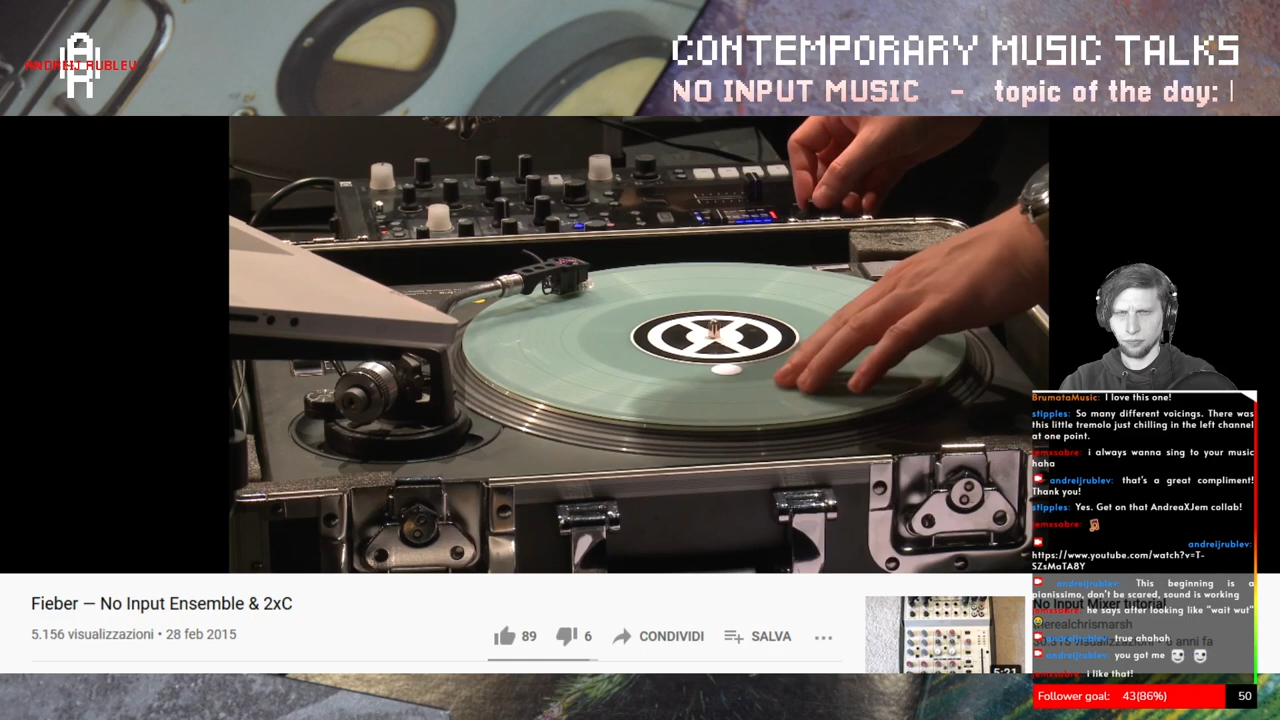 ANDREIJ RUBLEV
CONTEMPORARY MUSIC TALKS
NO INPUT MUSIC - topic of the day:
BrumataMusic: I love this one!
stipples: So many different voicings. There was
this little tremolo just chilling in the left channel
at one point.
jemxsabre: i always wanna sing to your music
haha
andreijrublev: that's a great compliment!
Thank you!
stipples: Yes. Get on that AndreaXJem collab!
jemxsabre:
andreijrublev:
https://www.youtube.com/watch?v=T-
SZsMaTA8Y
andreijrublev: This beginning is a
pianissimo, don't be scared, sound is working
jemxsabre: he says after looking like "wait wut"
andreijrublev: true ahahah
andreijrublev: you got me
jemxsabre: i like that!
Follower goal: 43(86%) 50
Fieber — No Input Ensemble & 2xC
5.156 visualizzazioni • 28 feb 2015
89 6 CONDIVIDI SALVA
5:21
No Input Mixer tutorial
therealchrismarsh
anni fa